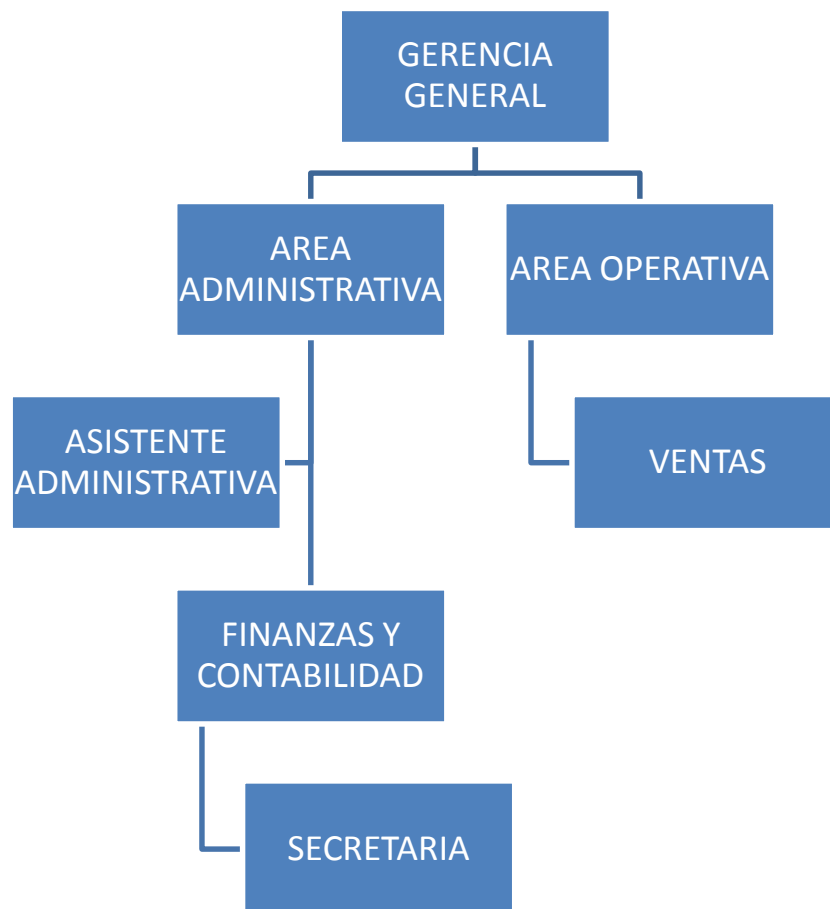 GERENCIA
GENERAL
AREA
ADMINISTRATIVA
AREA OPERATIVA
ASISTENTE
ADMINISTRATIVA
VENTAS
FINANZAS Y
CONTABILIDAD
SECRETARIA